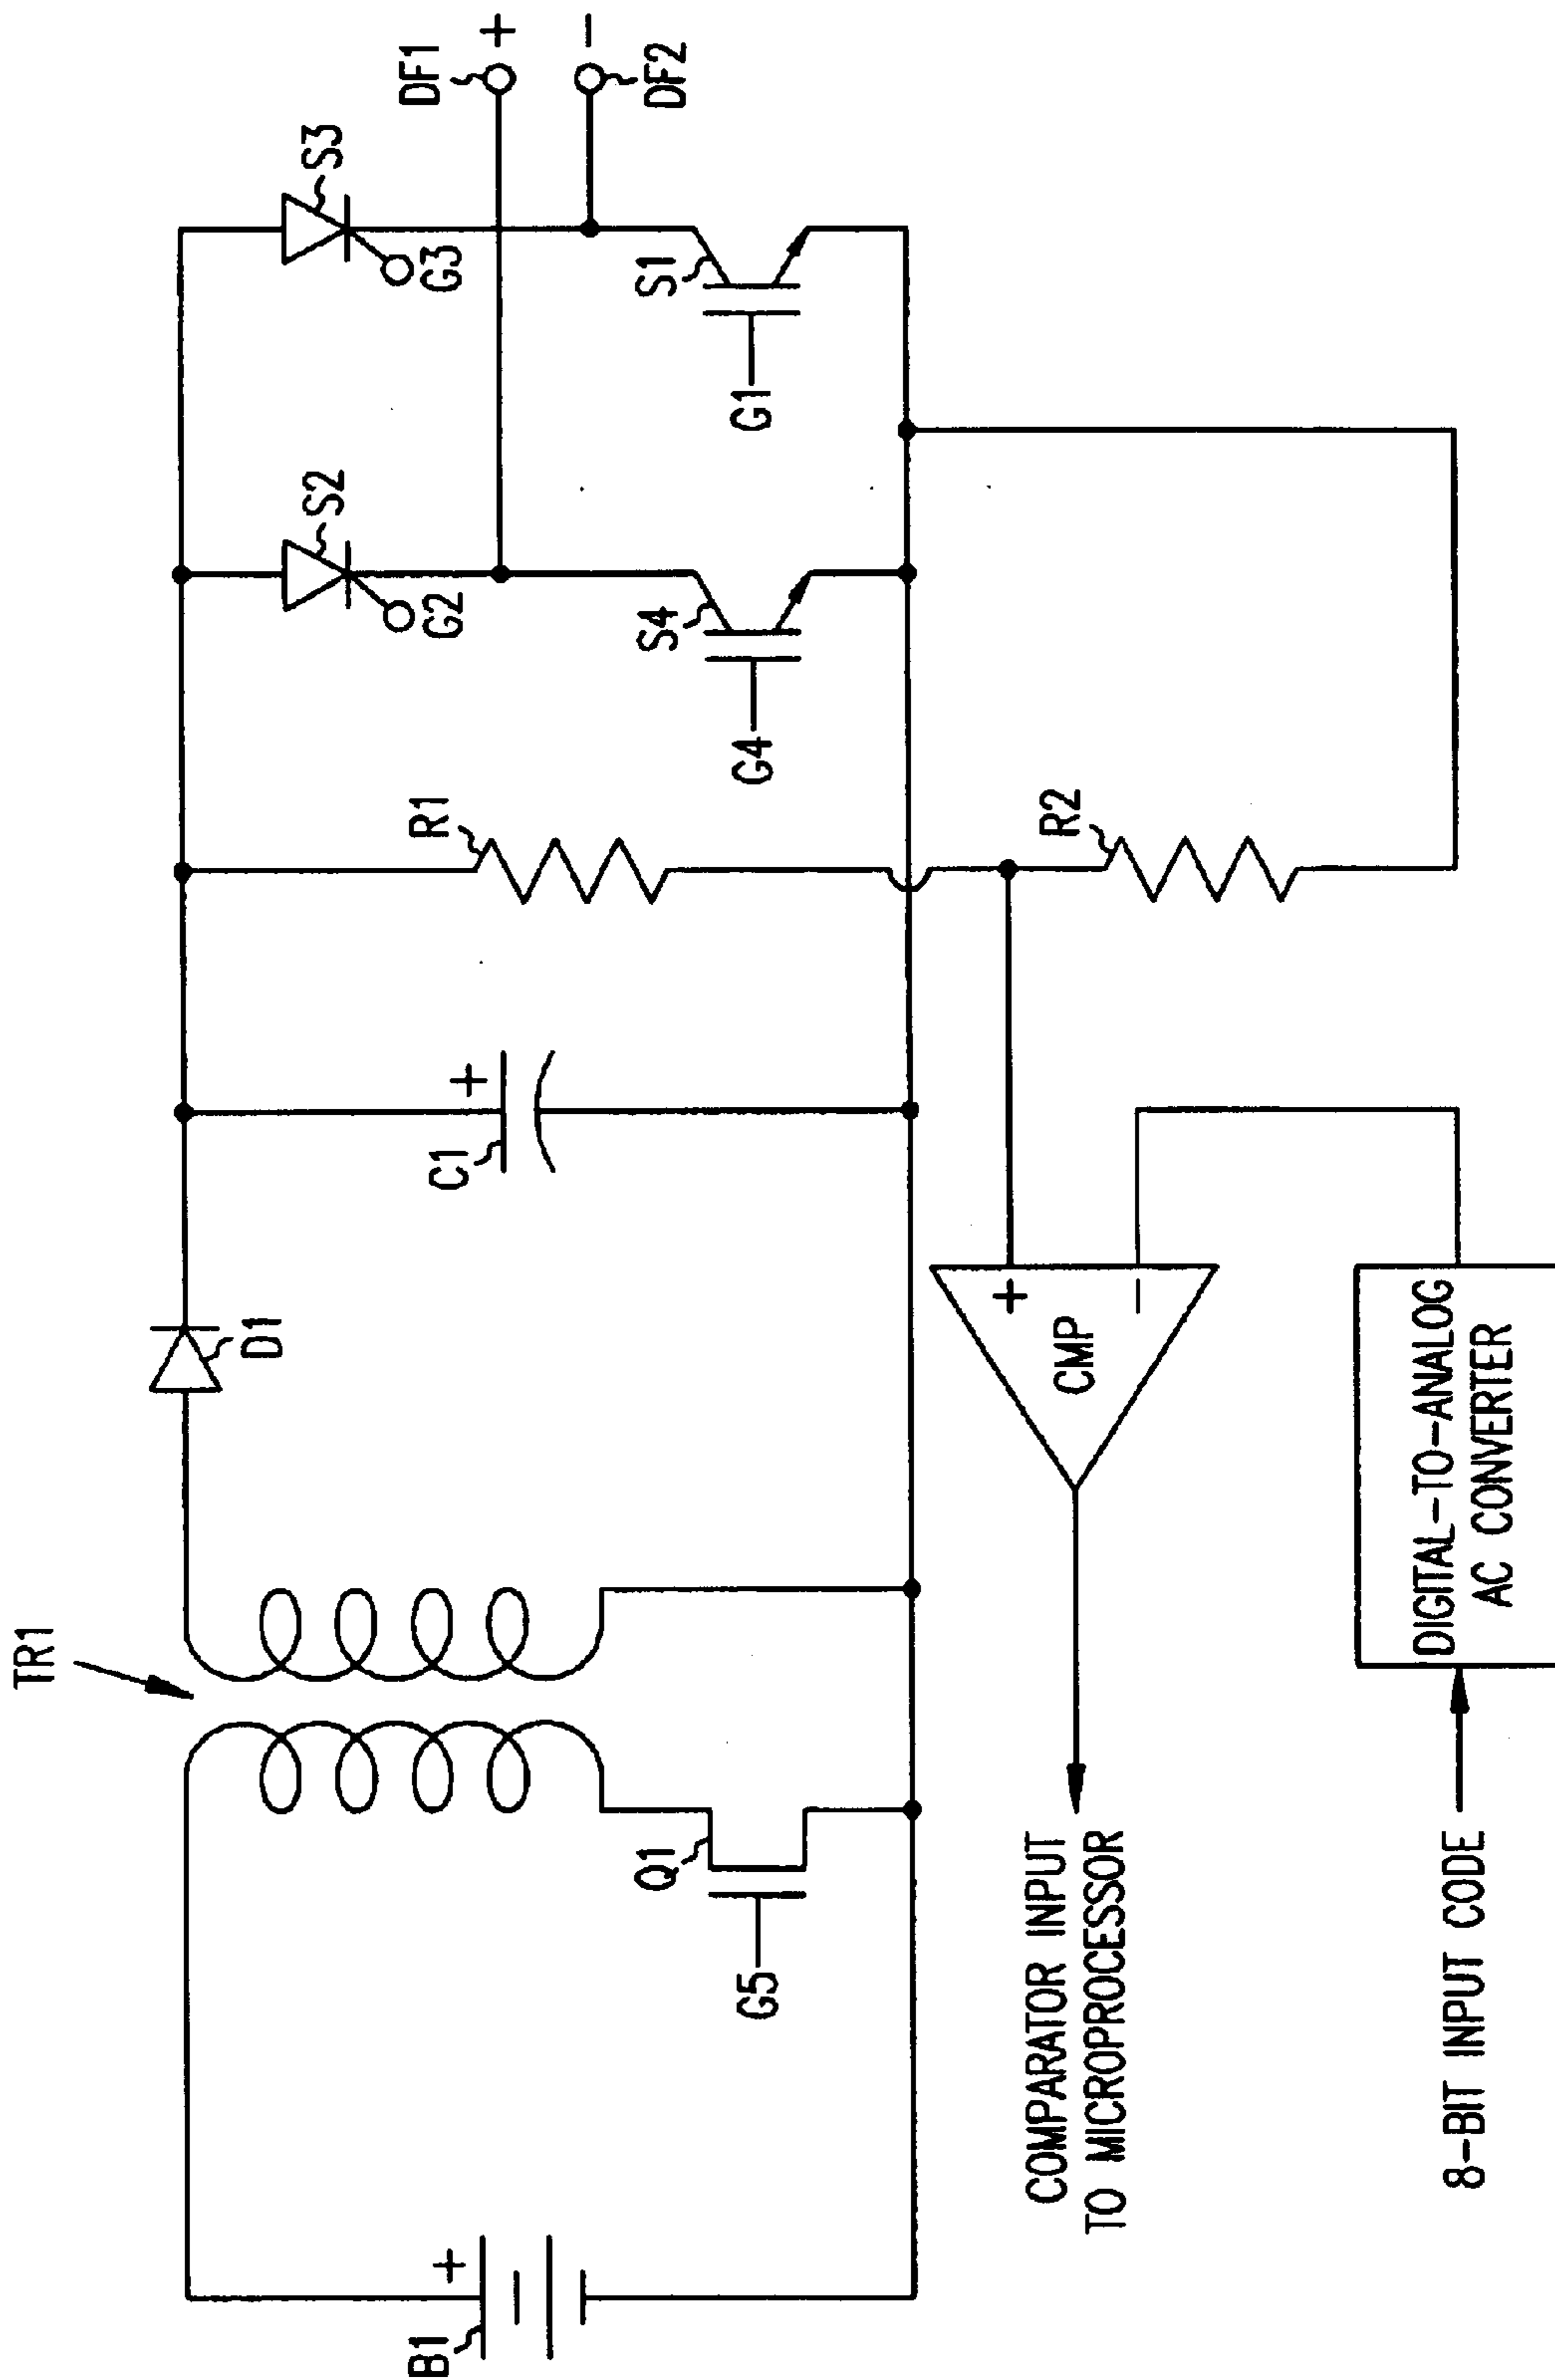 TR1
B1
+
Q1
G5
D1
C1
+
R1
S2
G2
S4
G4
S3
G3
S1
G1
DF1
+
-
DF2
R2
+
-
CMP
COMPARATOR INPUT
TO MICROPROCESSOR
DIGITAL-TO-ANALOG
AC CONVERTER
8-BIT INPUT CODE